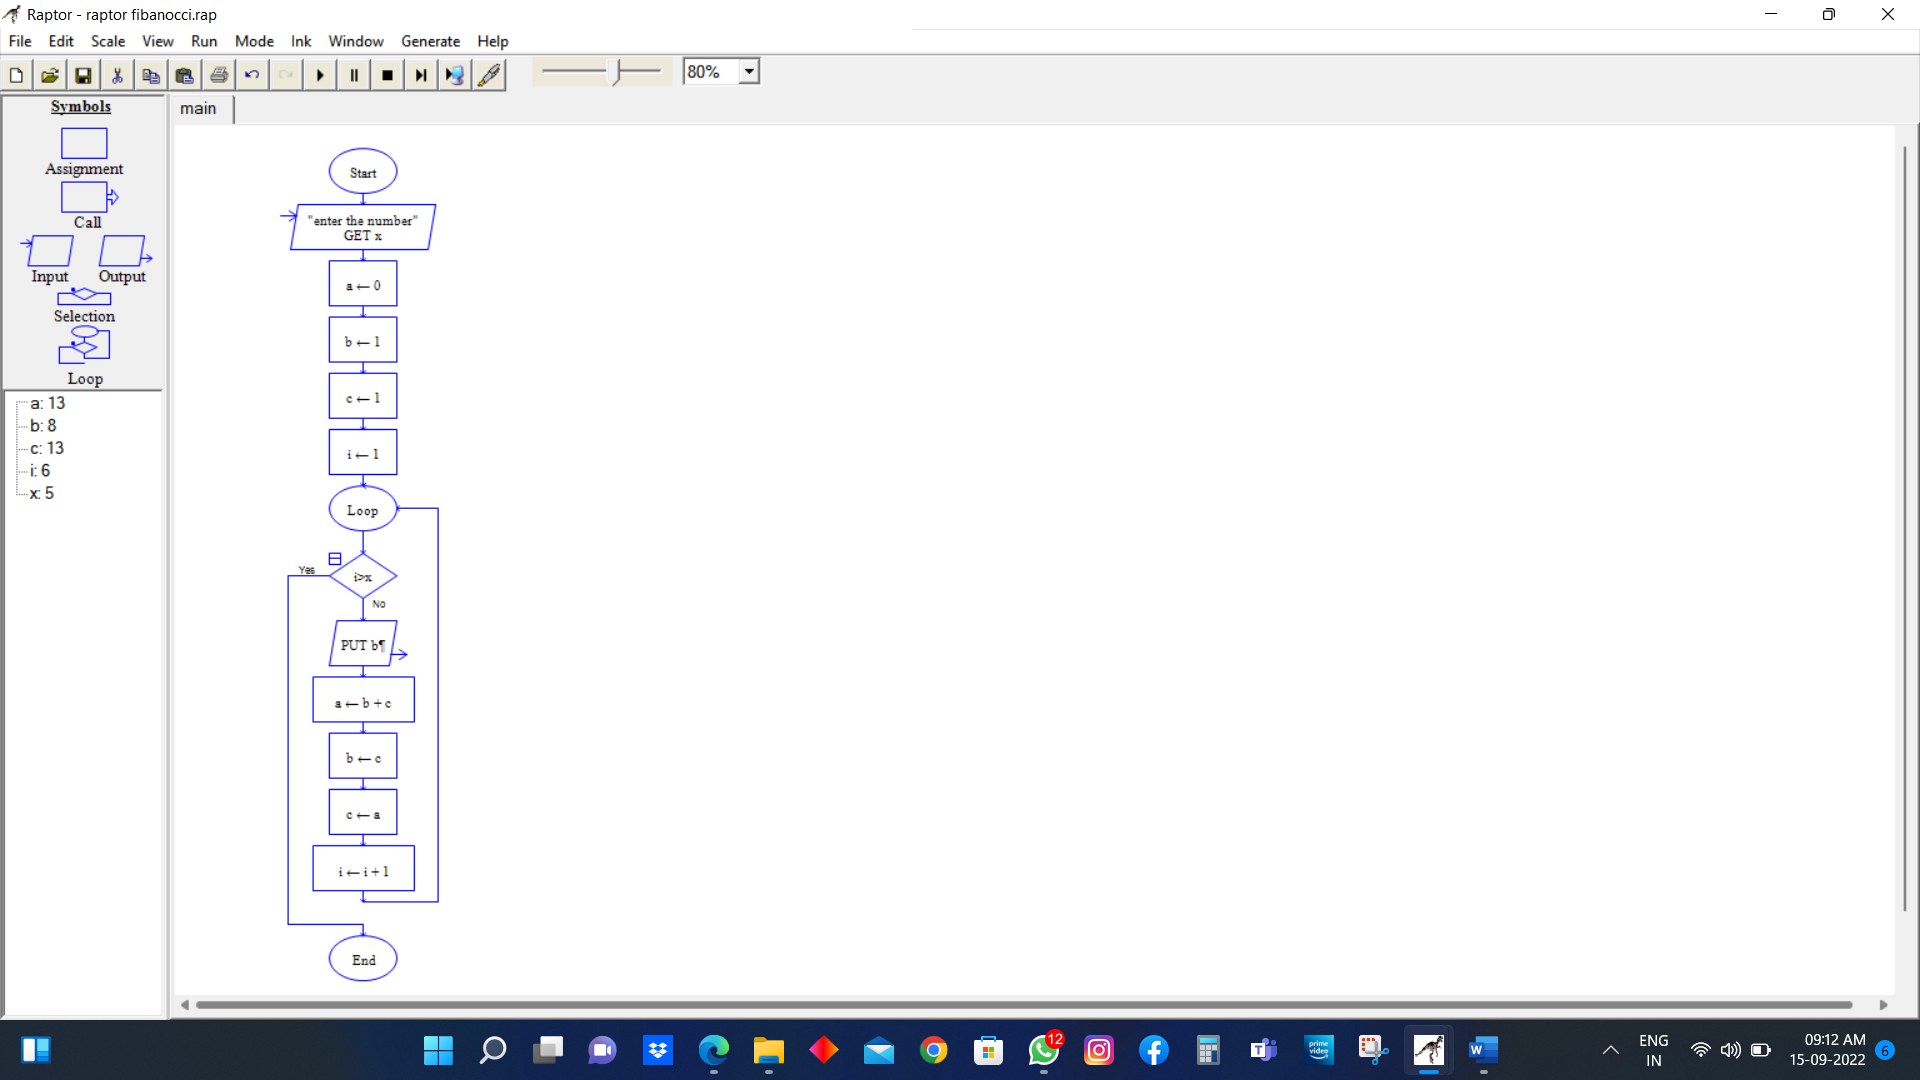 Raptor - raptor fibanocci.rap
File Edit Scale View Run Mode Ink Window Generate Help
80%
Symbols
Assignment
Call
Input Output
Selection
Loop
a: 13
b: 8
c: 13
i: 6
x: 5
main
Start
"enter the number"
GET x
a ← 0
b ← 1
c ← 1
i ← 1
Loop
Yes
i>x
No
PUT b¶
a ← b + c
b ← c
c ← a
i ← i + 1
End
12
prime
video
T
W
ENG
IN
09:12 AM
15-09-2022
6